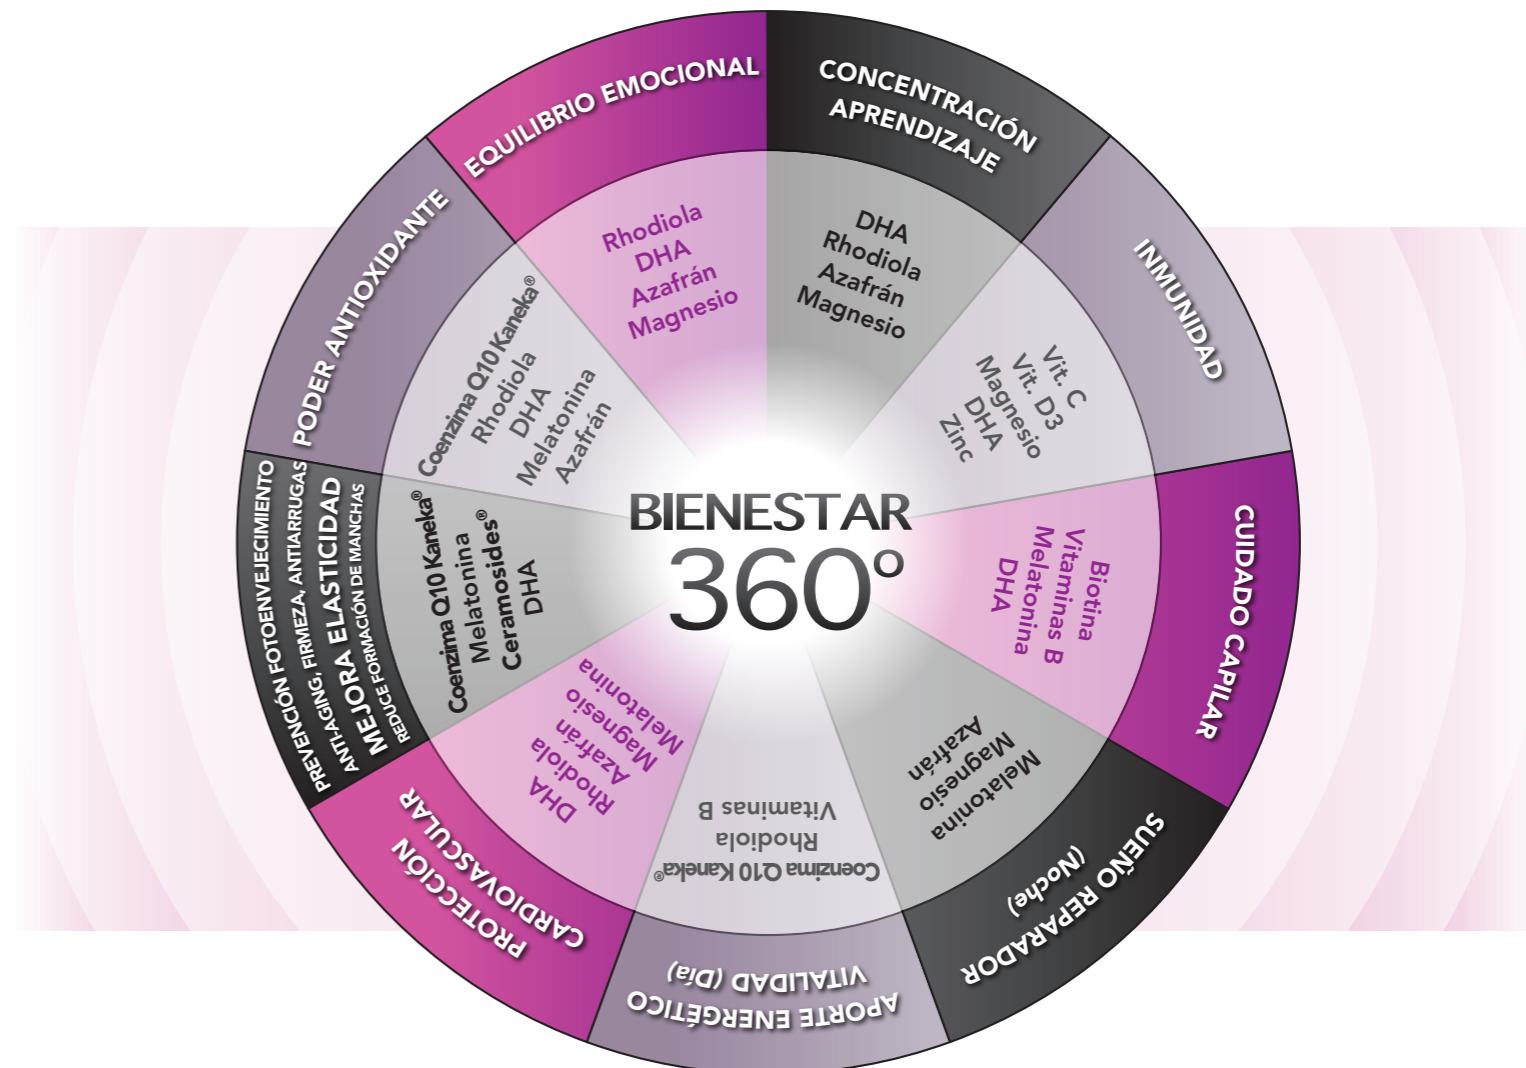 BIENESTAR
360º
CONCENTRACIÓN
APRENDIZAJE
DHA
Rhodiola
Azafrán
Magnesio
INMUNIDAD
Vit. C
Vit. D3
Magnesio
DHA
Zinc
CUIDADO CAPILAR
Biotina
Vitaminas B
Melatonina
DHA
SUEÑO REPARADOR
(Noche)
Melatonina
Magnesio
Azafrán
APORTE ENERGÉTICO
VITALIDAD (Día)
Coenzima Q10 Kaneka®
Rhodiola
Vitaminas B
PROTECCIÓN
CARDIOVASCULAR
DHA
Rhodiola
Azafrán
Magnesio
Melatonina
PREVENCIÓN FOTOENVEJECIMIENTO
ANTI-AGING, FIRMEZA, ANTIARRUGAS
MEJORA ELASTICIDAD
REDUCE FORMACIÓN DE MANCHAS
Coenzima Q10 Kaneka®
Melatonina
Ceramosides®
DHA
PODER ANTIOXIDANTE
Coenzima Q10 Kaneka®
Rhodiola
DHA
Melatonina
Azafrán
EQUILIBRIO EMOCIONAL
Rhodiola
DHA
Azafrán
Magnesio